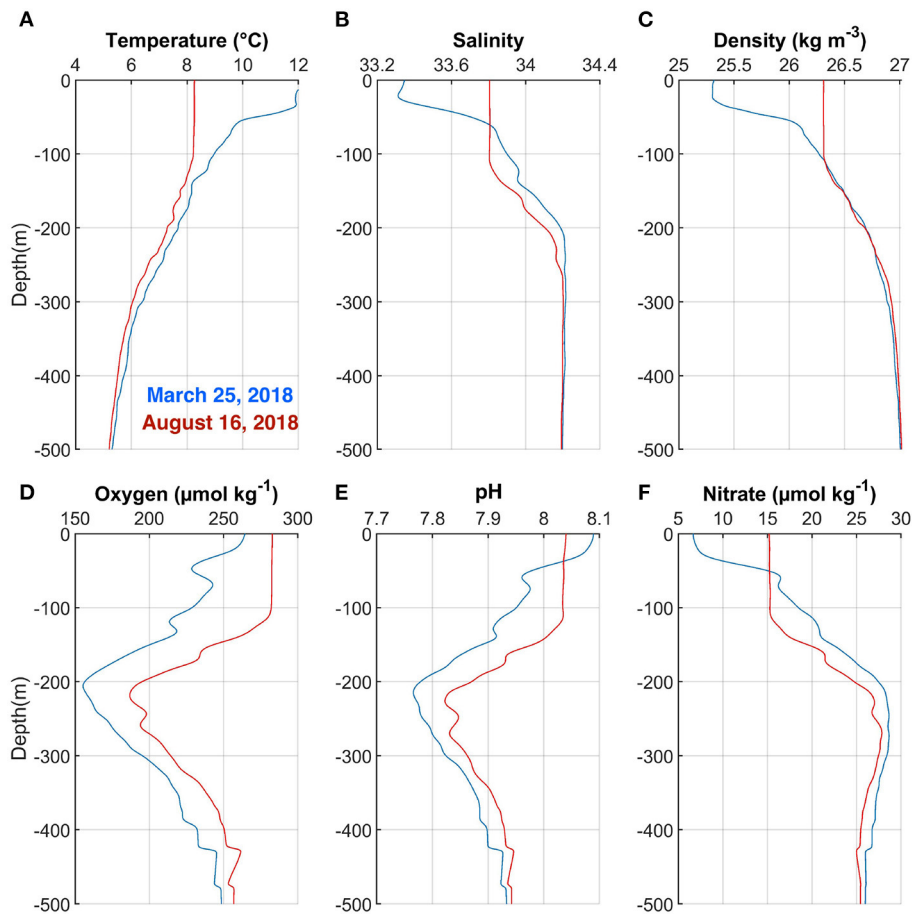 A
Temperature (°C)
4 6 8 10 12
B
Salinity
33.2 33.6 34 34.4
C
Density (kg m-3)
25 25.5 26 26.5 27
Depth(m)
0
-100
-200
-300
-400
-500
0
-100
-200
-300
-400
-500
0
-100
-200
-300
-400
-500
March 25, 2018
August 16, 2018
D
Oxygen (μmol kg-1)
150 200 250 300
E
pH
7.7 7.8 7.9 8 8.1
F
Nitrate (μmol kg-1)
5 10 15 20 25 30
Depth(m)
0
-100
-200
-300
-400
-500
0
-100
-200
-300
-400
-500
0
-100
-200
-300
-400
-500